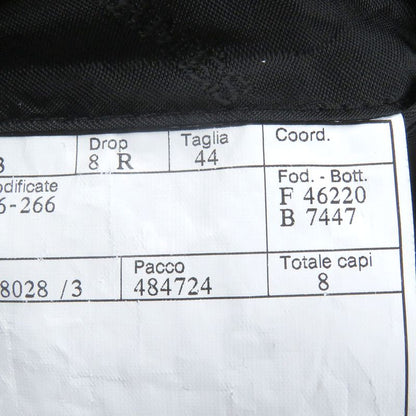 Drop Taglia Coord.
8 R 44
odificate Fod. - Bott.
6-266 F 46220
B 7447
Pacco Totale capi
8028 /3 484724 8